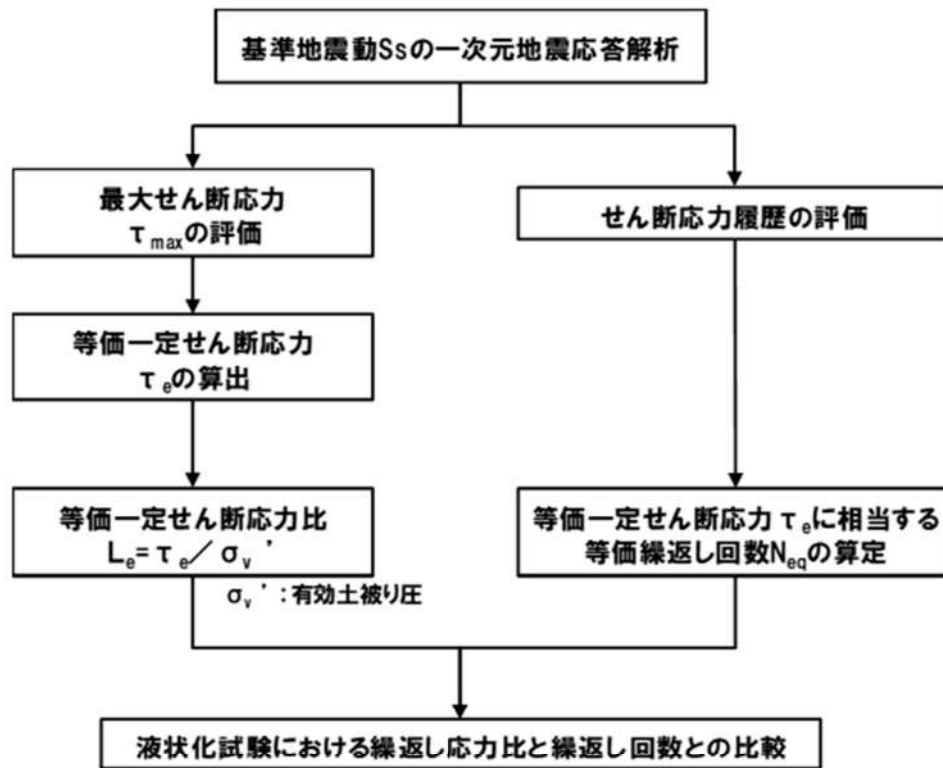 基準地震動Ssの一次元地震応答解析
最大せん断応力
τmaxの評価
せん断応力履歴の評価
等価一定せん断応力
τeの算出
等価一定せん断応力比
Le=τe／σv'
σv'：有効土被り圧
等価一定せん断応力τeに相当する
等価繰返し回数Neqの算定
液状化試験における繰返し応力比と繰返し回数との比較